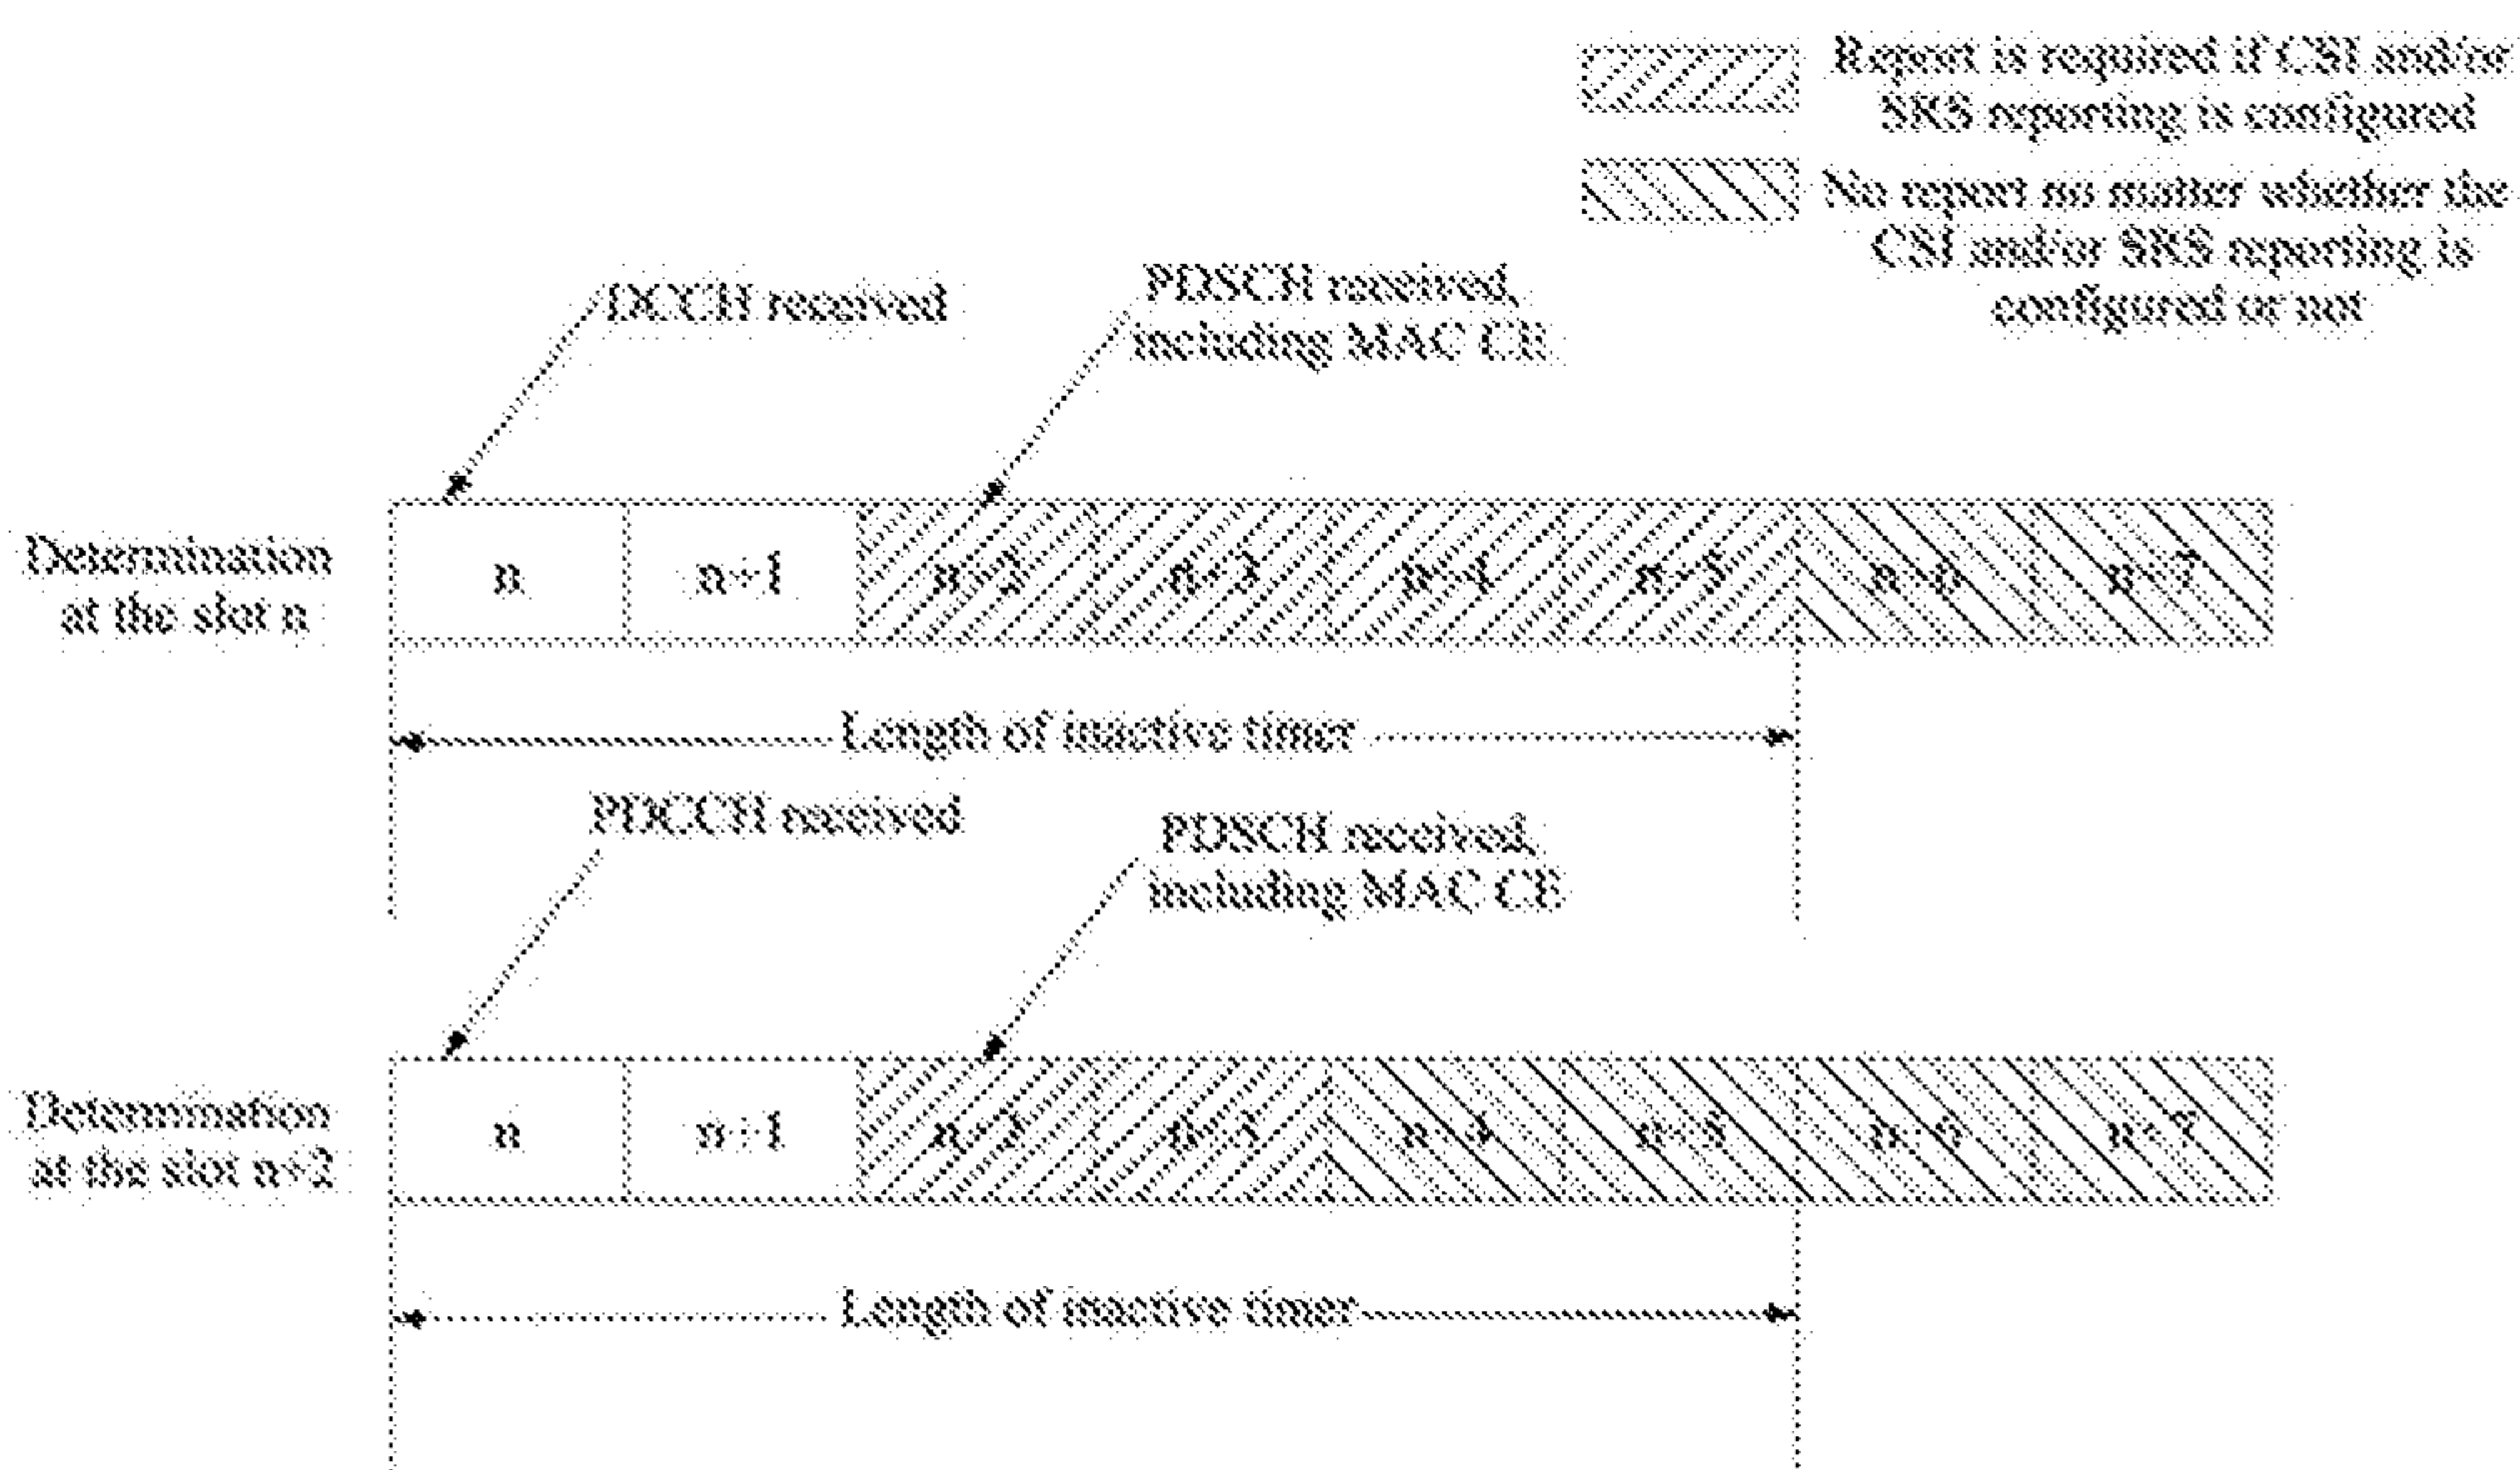 Report is required if CSI and/or
SRS reporting is configured
No report no matter whether the
CSI and/or SRS reporting is
configured or not
PDCCH received
PDSCH received,
including MAC CE
Determination
at the slot n
n n+1 n+2 n+3 n+4 n+5 n+6 n+7
Length of inactive timer
PDCCH received
PDSCH received,
including MAC CE
Determination
at the slot n+2
n n+1 n+2 n+3 n+4 n+5 n+6 n+7
Length of inactive timer